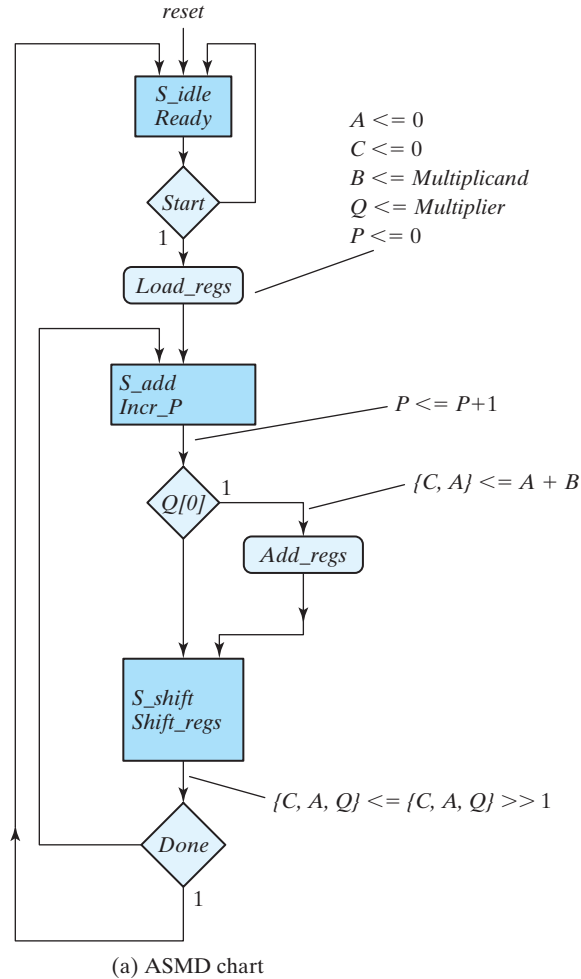 reset
S_idle
Ready
A <= 0
C <= 0
B <= Multiplicand
Q <= Multiplier
P <= 0
Start
1
Load_regs
S_add
Incr_P
P <= P+1
Q[0]
1
{C, A} <= A + B
Add_regs
S_shift
Shift_regs
{C, A, Q} <= {C, A, Q} >> 1
Done
1
(a) ASMD chart